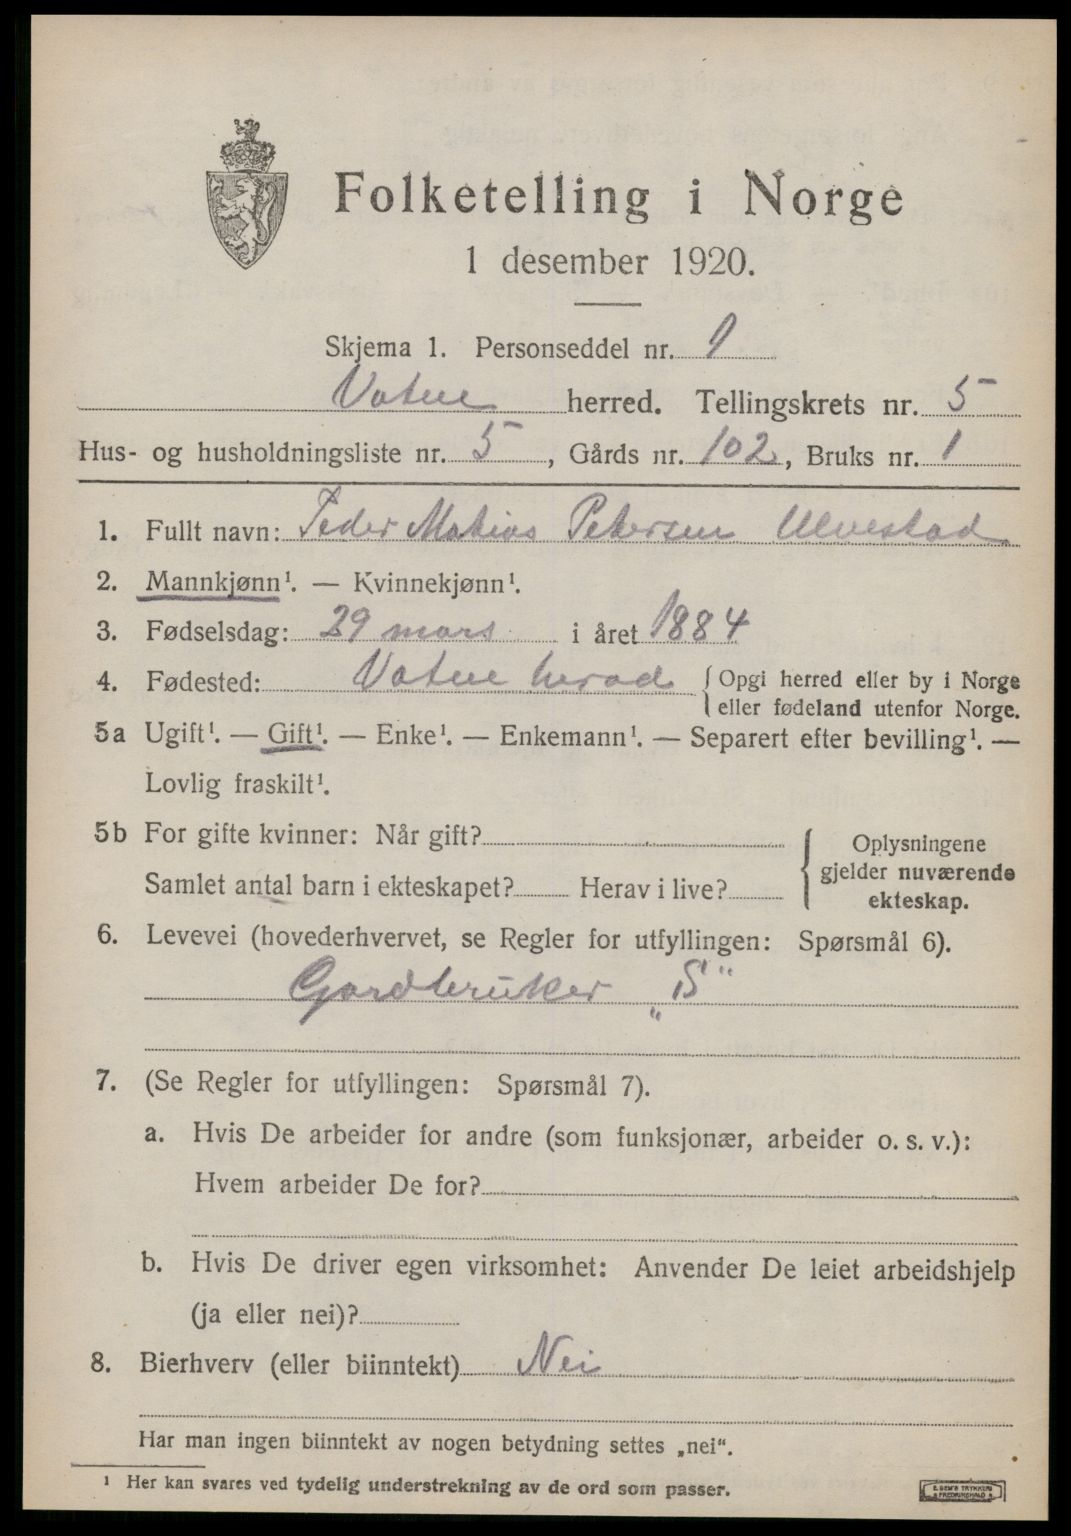 Folketelling i Norge
1 desember 1920.
Skjema 1. Personseddel nr. 1
Vatne herred. Tellingskrets nr. 5
Hus- og husholdningsliste nr. 5, Gårds nr. 102, Bruks nr. 1
1. Fullt navn: Peder Matias Petersen Ulvestad
2. Mannkjønn¹. — Kvinnekjønn¹.
3. Fødselsdag: 29 mars i året 1884
4. Fødested: Vatne herad { Opgi herred eller by i Norge
eller fødeland utenfor Norge.
5a Ugift¹. — Gift¹. — Enke¹. — Enkemann¹. — Separert efter bevilling¹. —
Lovlig fraskilt¹.
5b For gifte kvinner: Når gift?
Samlet antal barn i ekteskapet? Herav i live?
{ Oplysningene
gjelder nuværende
ekteskap.
6. Levevei (hovederhvervet, se Regler for utfyllingen: Spørsmål 6).
Gardbruker „S“
7. (Se Regler for utfyllingen: Spørsmål 7).
a. Hvis De arbeider for andre (som funksjonær, arbeider o. s. v.):
Hvem arbeider De for?
b. Hvis De driver egen virksomhet: Anvender De leiet arbeidshjelp
(ja eller nei)?
8. Bierhverv (eller biinntekt) Nei
Har man ingen biinntekt av nogen betydning settes „nei“.
¹ Her kan svares ved tydelig understrekning av de ord som passer.
E. SEM'S TRYKKERI
FREDRIKSHALD